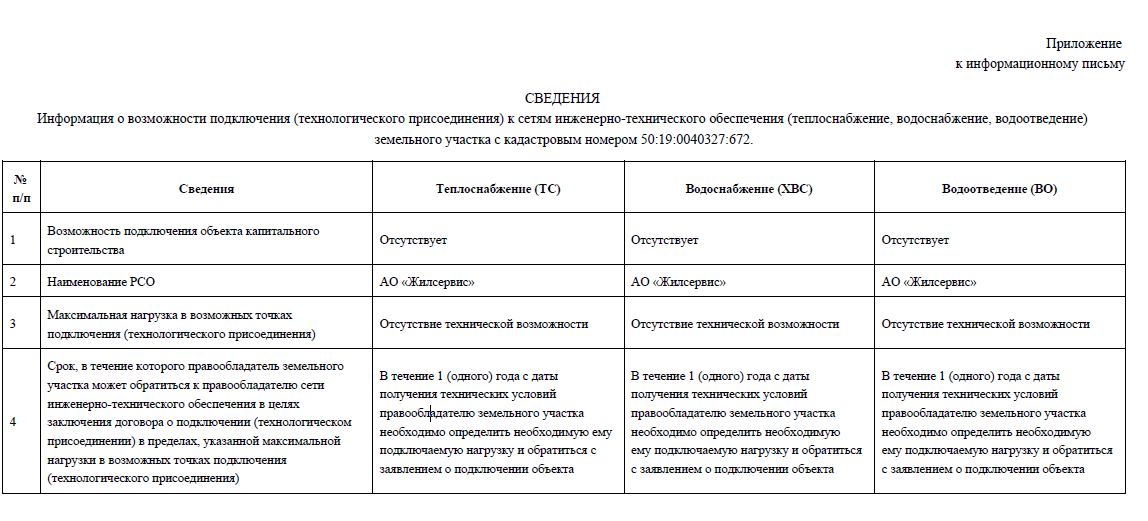 Приложение
к информационному письму
СВЕДЕНИЯ
Информация о возможности подключения (технологического присоединения) к сетям инженерно-технического обеспечения (теплоснабжение, водоснабжение, водоотведение)
земельного участка с кадастровым номером 50:19:0040327:672.
№
п/п
Сведения
Теплоснабжение (ТС)
Водоснабжение (ХВС)
Водоотведение (ВО)
1
Возможность подключения объекта капитального
строительства
Отсутствует
Отсутствует
Отсутствует
2
Наименование РСО
АО «Жилсервис»
АО «Жилсервис»
АО «Жилсервис»
3
Максимальная нагрузка в возможных точках
подключения (технологического присоединения)
Отсутствие технической возможности
Отсутствие технической возможности
Отсутствие технической возможности
4
Срок, в течение которого правообладатель земельного
участка может обратиться к правообладателю сети
инженерно-технического обеспечения в целях
заключения договора о подключении (технологическом
присоединении) в пределах, указанной максимальной
нагрузки в возможных точках подключения
(технологического присоединения)
В течение 1 (одного) года с даты
получения технических условий
правообладателю земельного участка
необходимо определить необходимую ему
подключаемую нагрузку и обратиться с
заявлением о подключении объекта
В течение 1 (одного) года с даты
получения технических условий
правообладателю земельного участка
необходимо определить необходимую
ему подключаемую нагрузку и обратиться
с заявлением о подключении объекта
В течение 1 (одного) года с даты
получения технических условий
правообладателю земельного участка
необходимо определить необходимую
ему подключаемую нагрузку и обратиться
с заявлением о подключении объекта